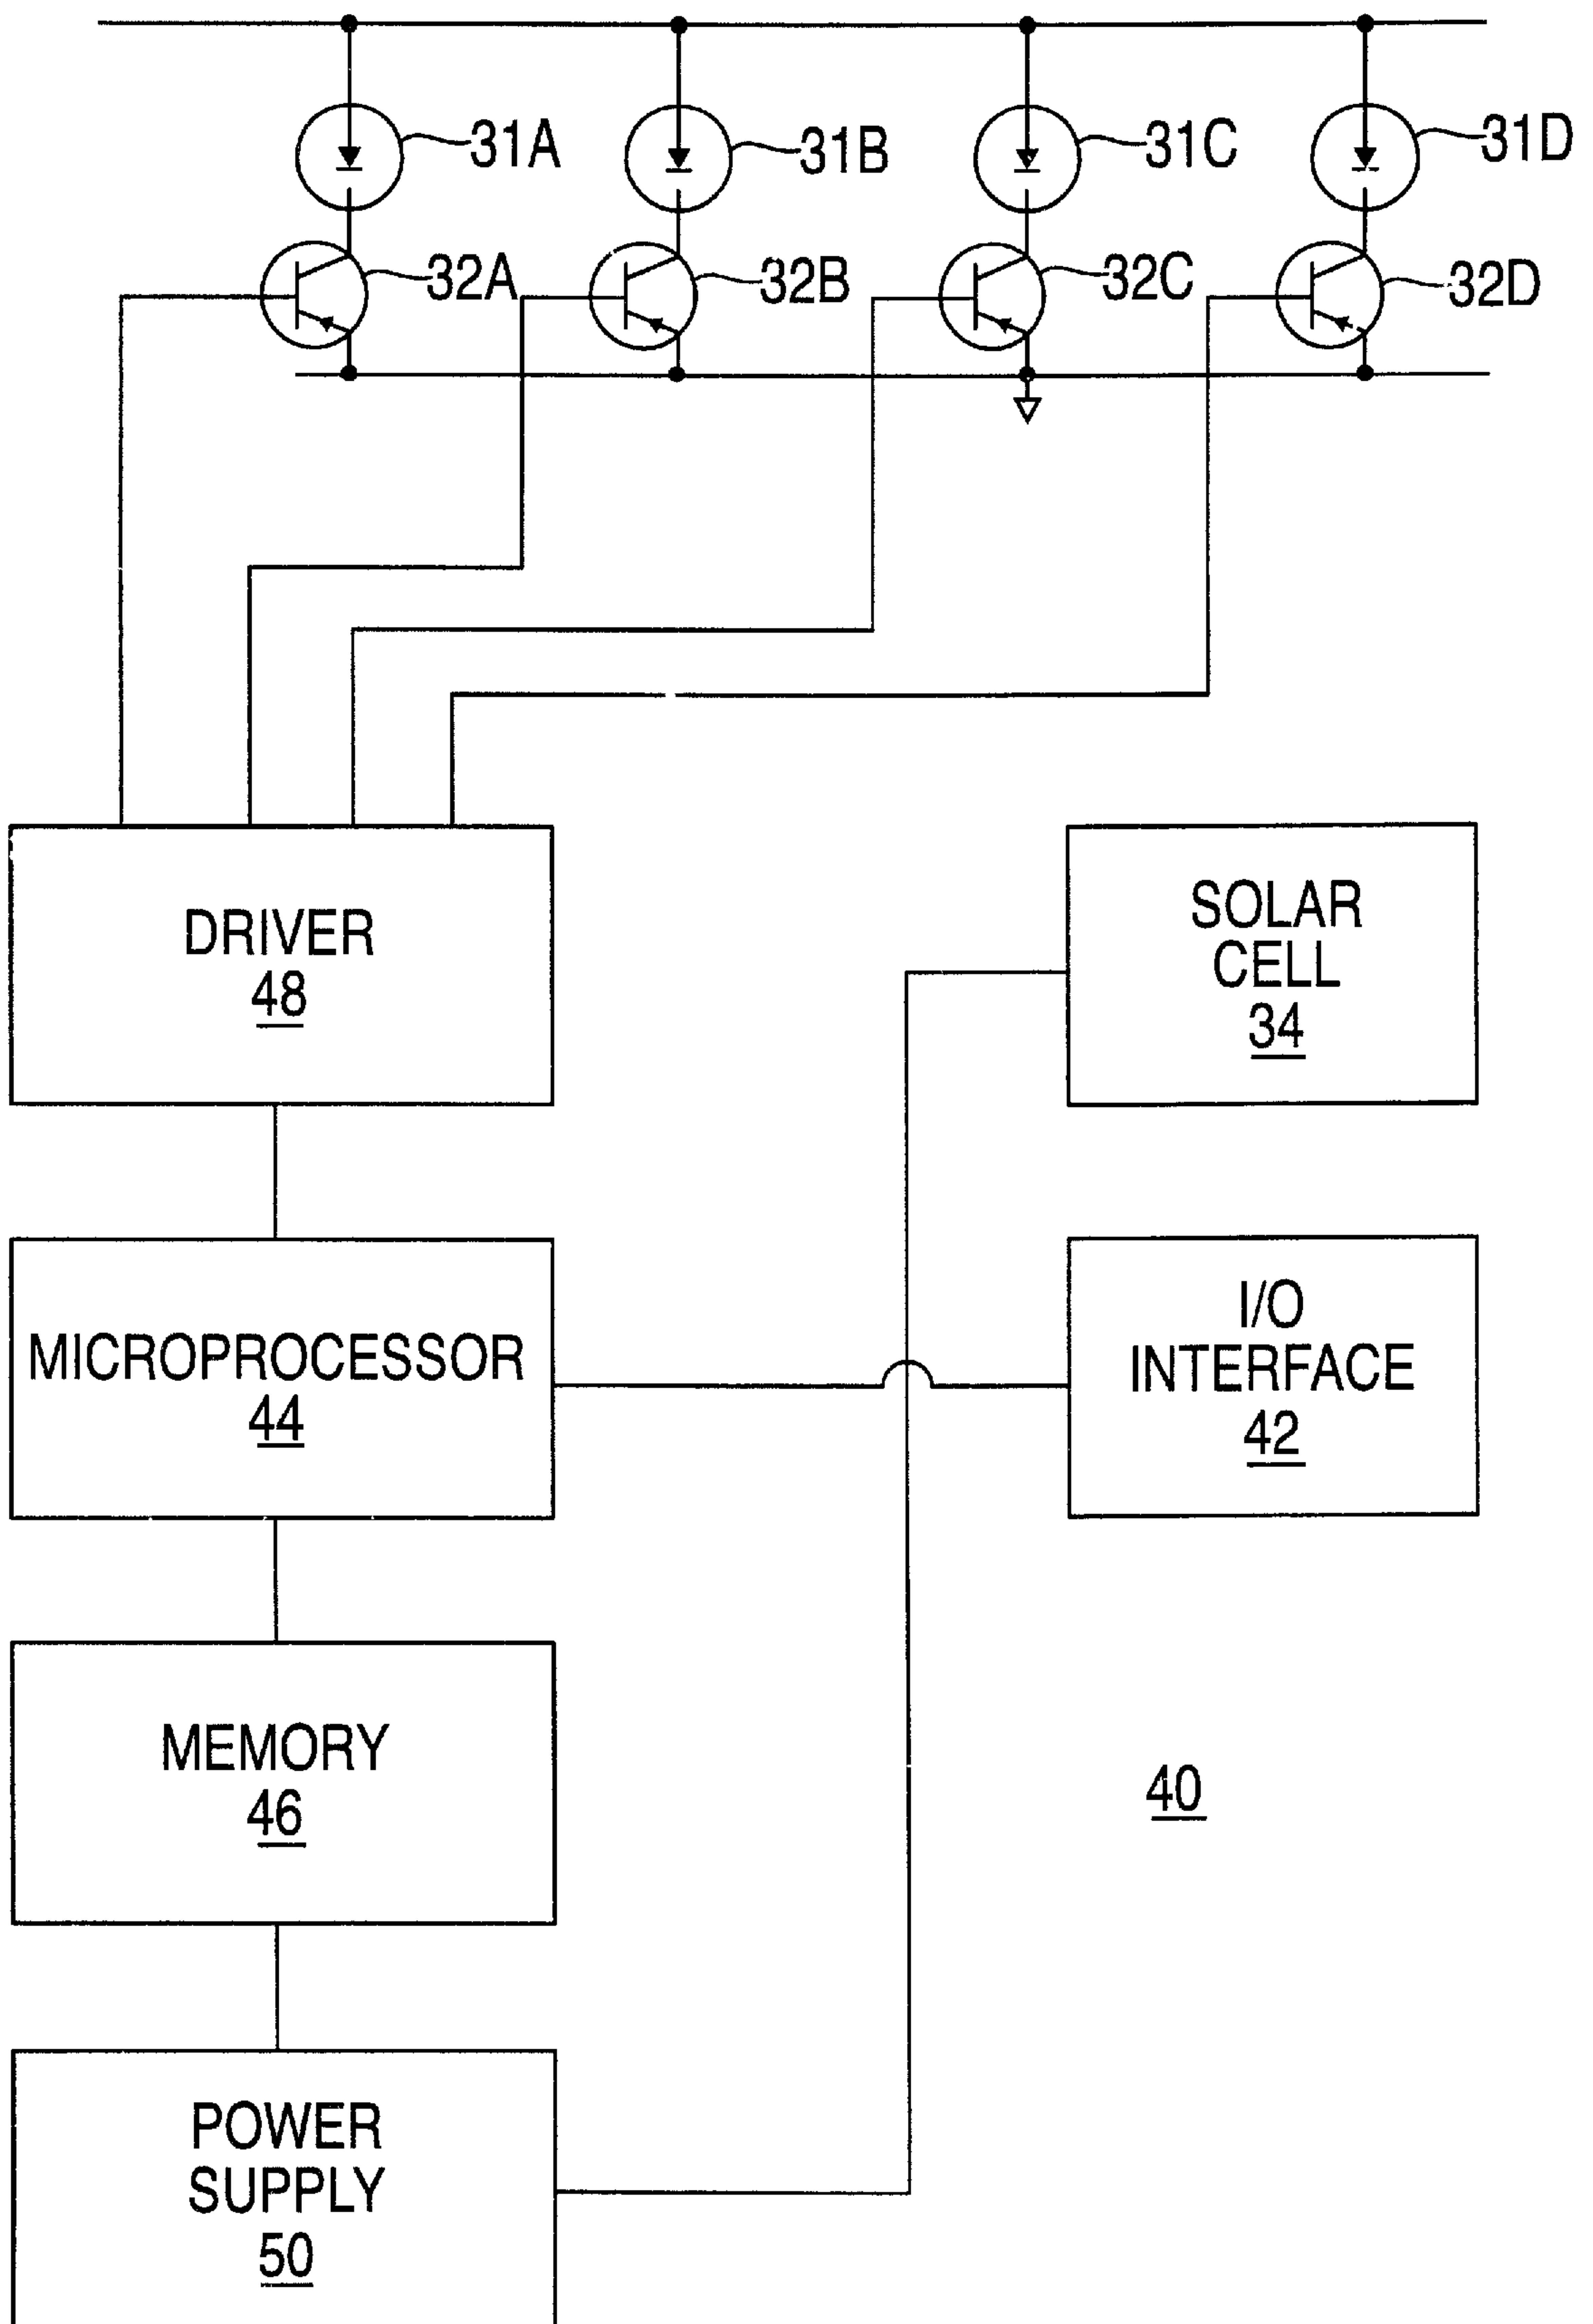 31A
31B
31C
31D
32A
32B
32C
32D
DRIVER
48
SOLAR
CELL
34
MICROPROCESSOR
44
I/O
INTERFACE
42
MEMORY
46
40
POWER
SUPPLY
50